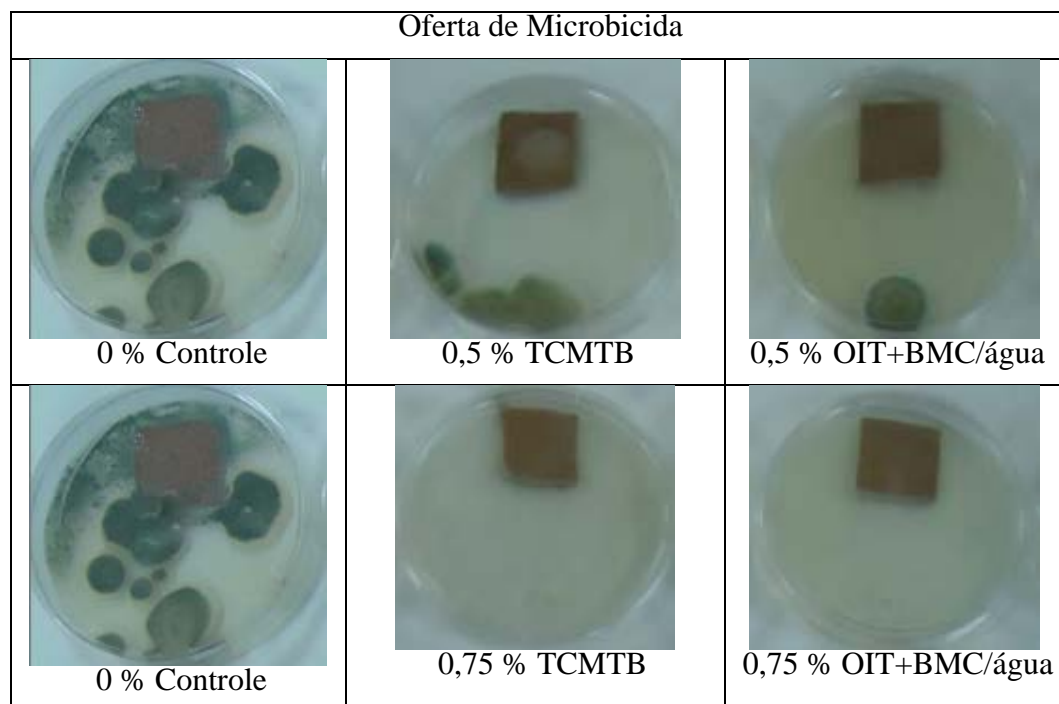 Oferta de Microbicida
0 % Controle
0,5 % TCMTB
0,5 % OIT+BMC/água
0 % Controle
0,75 % TCMTB
0,75 % OIT+BMC/água